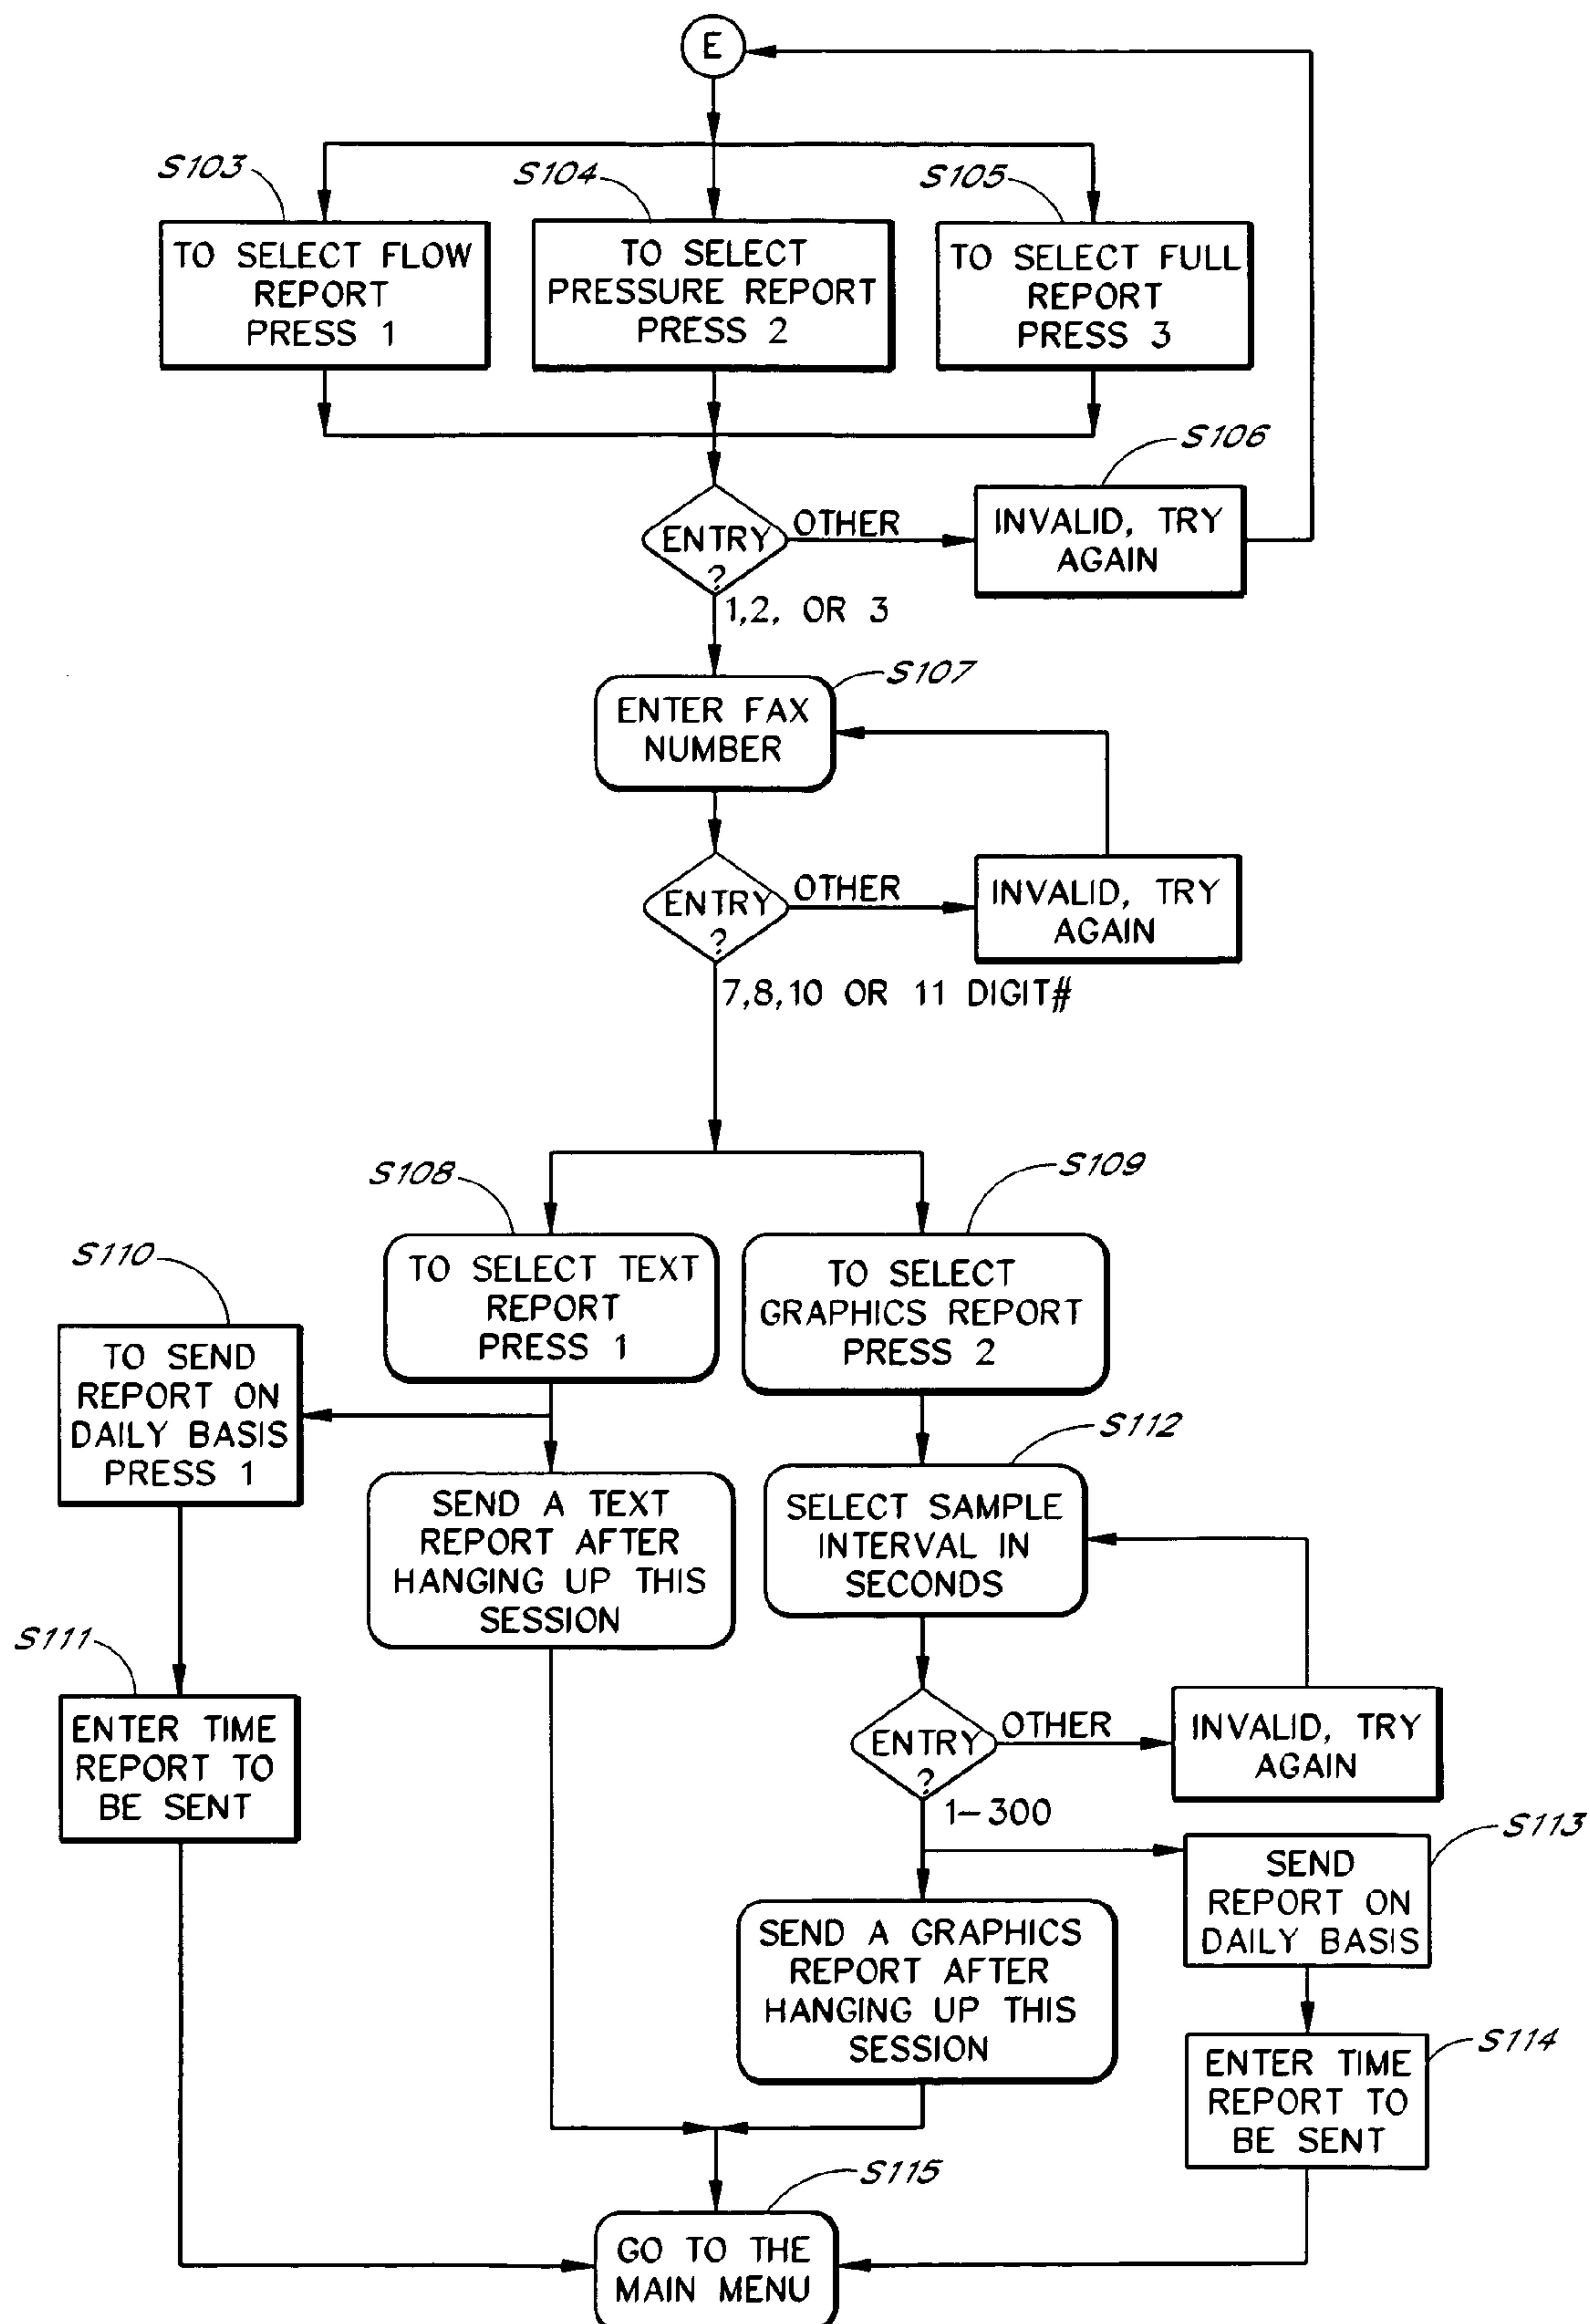 E
S103
S104
S105
TO SELECT FLOW
REPORT
PRESS 1
TO SELECT
PRESSURE REPORT
PRESS 2
TO SELECT FULL
REPORT
PRESS 3
S106
ENTRY
?
OTHER
INVALID, TRY
AGAIN
1,2, OR 3
S107
ENTER FAX
NUMBER
ENTRY
?
OTHER
INVALID, TRY
AGAIN
7,8,10 OR 11 DIGIT#
S108
S109
S110
TO SELECT TEXT
REPORT
PRESS 1
TO SELECT
GRAPHICS REPORT
PRESS 2
TO SEND
REPORT ON
DAILY BASIS
PRESS 1
S112
SEND A TEXT
REPORT AFTER
HANGING UP THIS
SESSION
SELECT SAMPLE
INTERVAL IN
SECONDS
S111
ENTER TIME
REPORT TO
BE SENT
ENTRY
?
OTHER
INVALID, TRY
AGAIN
1-300
S113
SEND
REPORT ON
DAILY BASIS
SEND A GRAPHICS
REPORT AFTER
HANGING UP THIS
SESSION
S114
ENTER TIME
REPORT TO
BE SENT
S115
GO TO THE
MAIN MENU